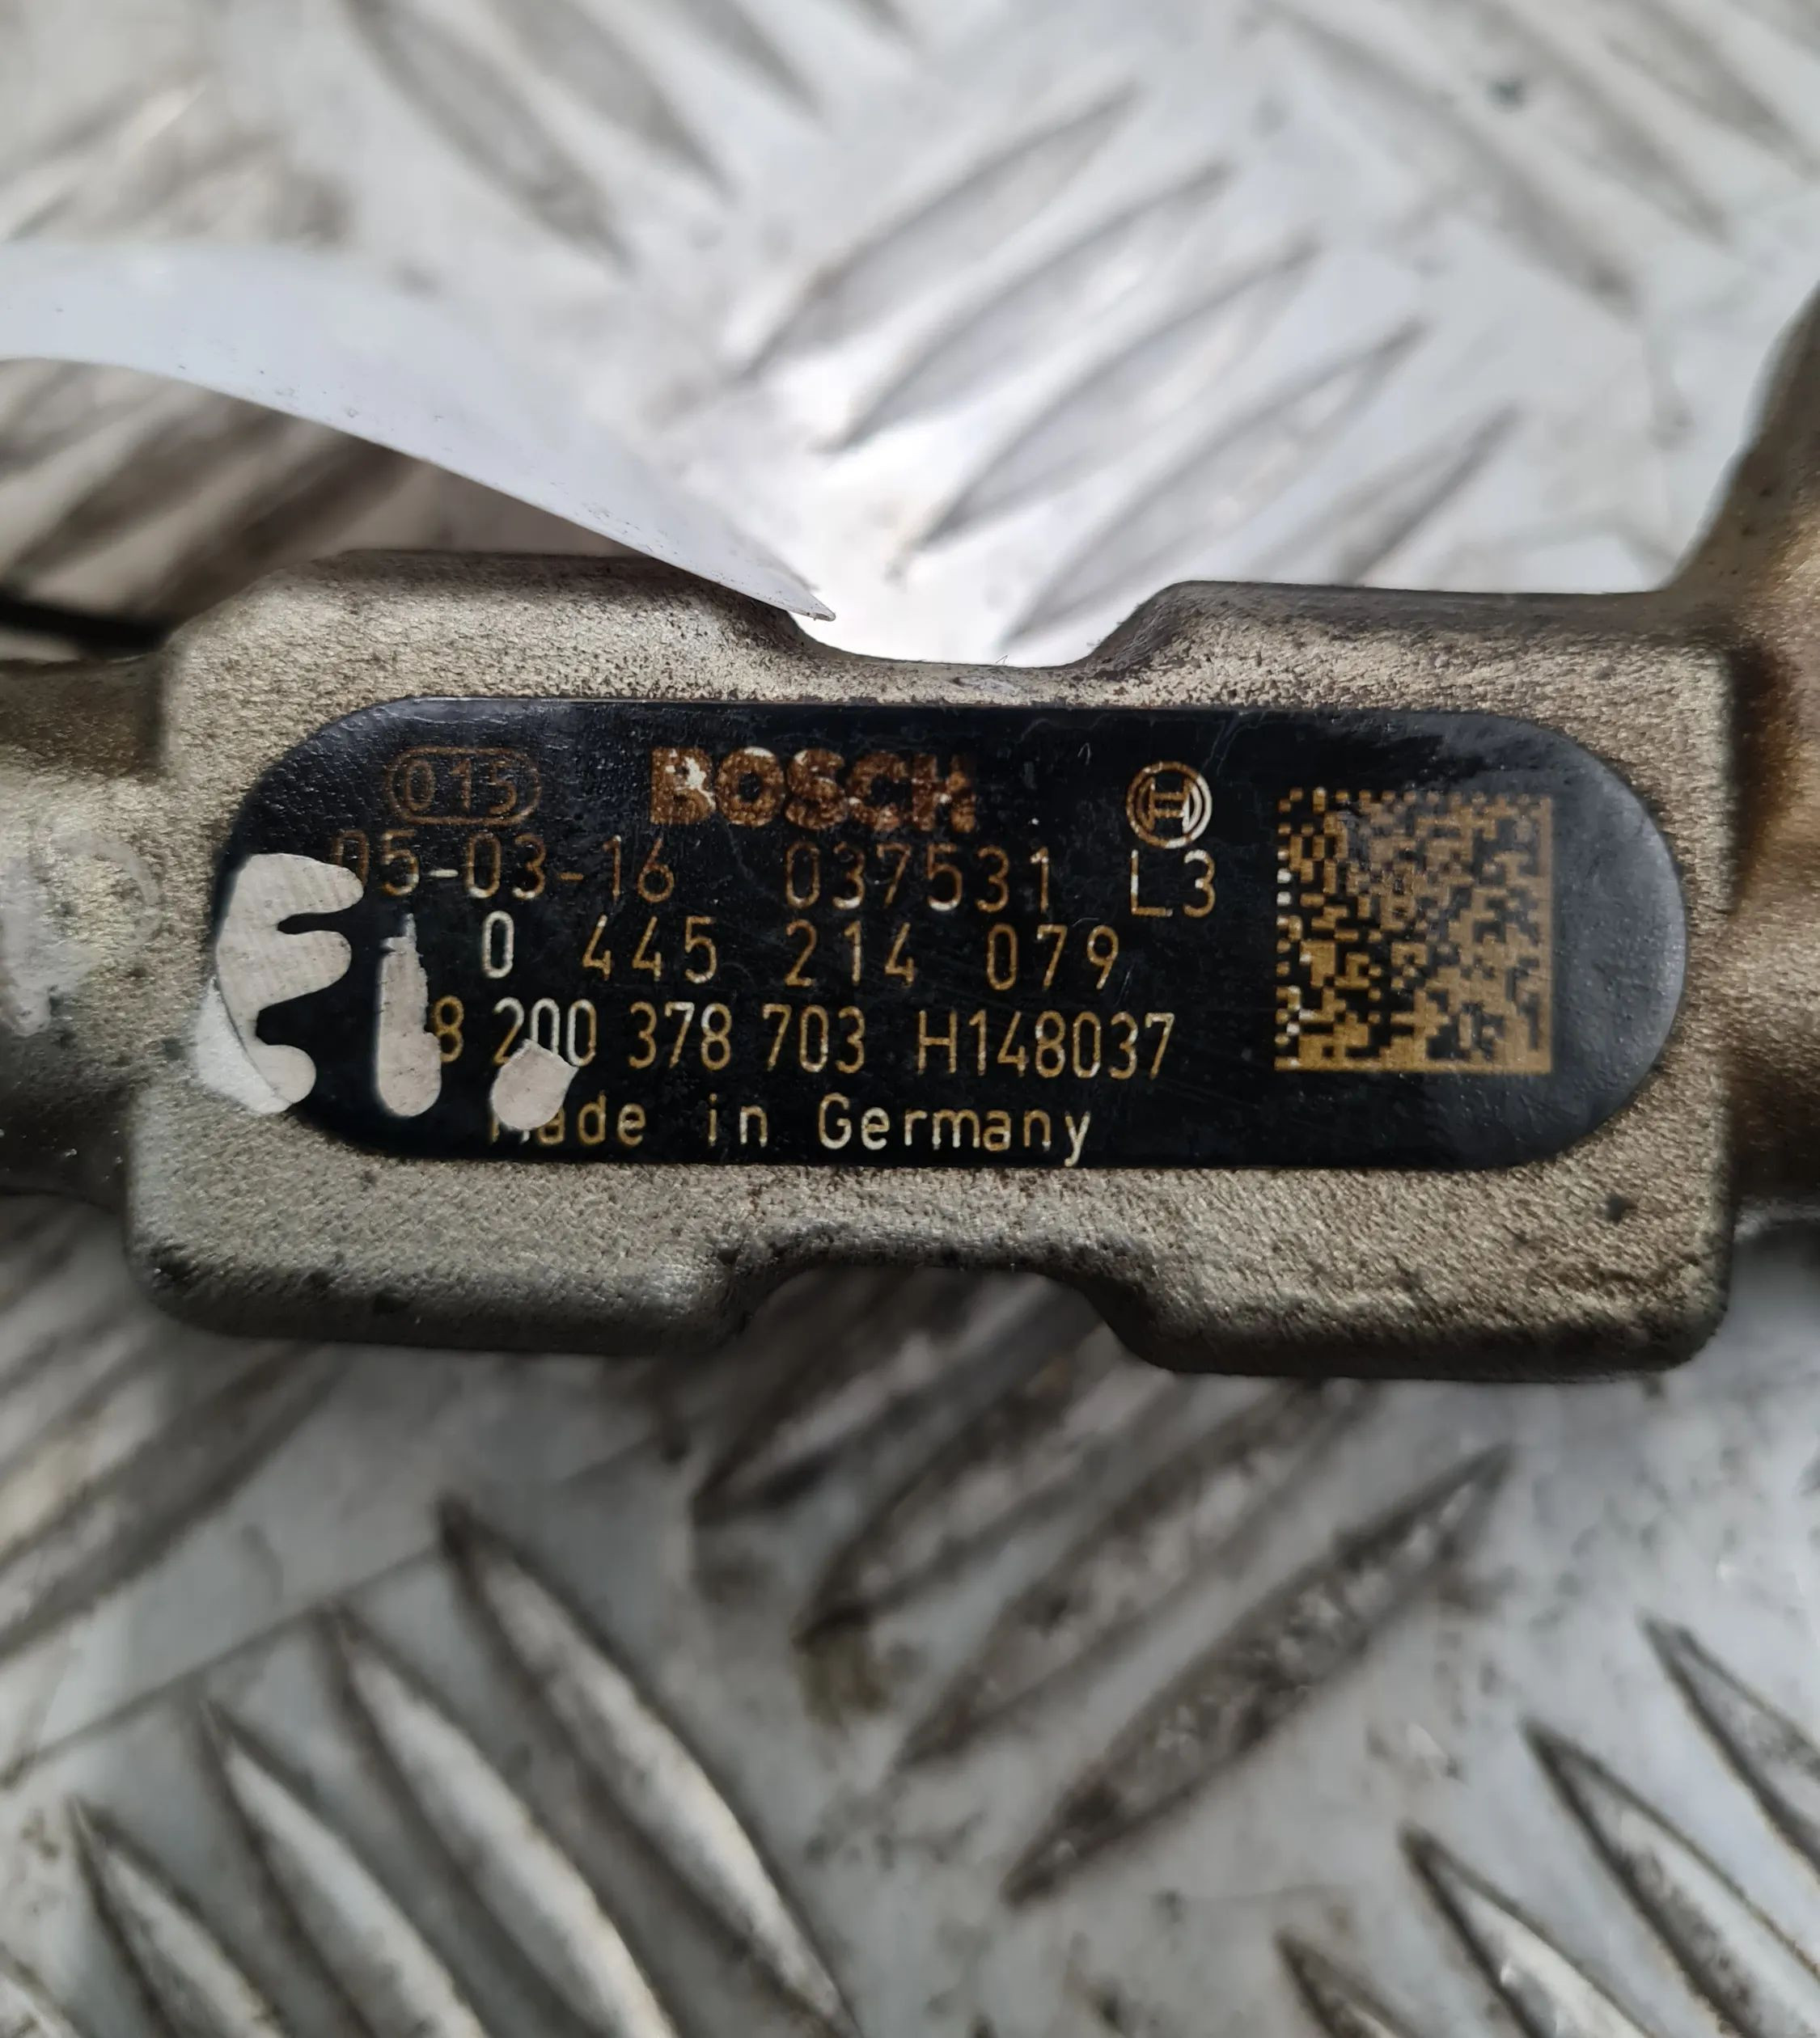 015 BOSCH
05-03-16 037531 L3
0 445 214 079
8 200 378 703 H148037
Made in Germany